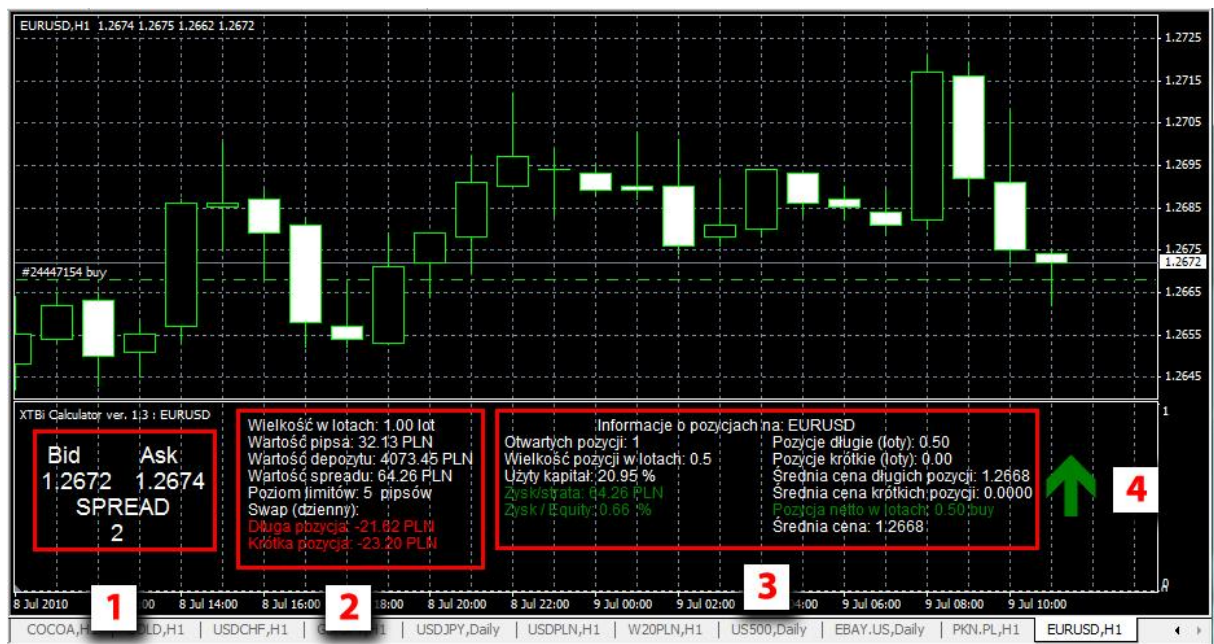 EURUSD,H1 1.2674 1.2675 1.2662 1.2672
1.2725
1.2715
1.2705
1.2695
1.2685
1.2675
1.2672
1.2665
1.2655
1.2645
#24447154 buy
XTBi Calculator ver. 1.3 : EURUSD
Bid Ask
1.2672 1.2674
SPREAD
2
Wielkość w lotach: 1.00 lot
Wartość pipsa: 32.13 PLN
Wartość depozytu: 4073.45 PLN
Wartość spreadu: 64.26 PLN
Poziom limitów: 5 pipsów
Swap (dzienny):
Długa pozycja: -21.62 PLN
Krótka pozycja: -23.20 PLN
Informacje o pozycjach na: EURUSD
Otwartych pozycji: 1
Wielkość pozycji w lotach: 0.5
Użyty kapitał: 20.95 %
Zysk/strata: 64.26 PLN
Zysk / Equity: 0.66 %
Pozycje długie (loty): 0.50
Pozycje krótkie (loty): 0.00
Średnia cena długich pozycji: 1.2668
Średnia cena krótkich pozycji: 0.0000
Pozycja netto w lotach: 0.50 buy
Średnia cena: 1.2668
1
4
1
2
3
8 Jul 2010 8 Jul 14:00 8 Jul 16:00 18:00 8 Jul 20:00 8 Jul 22:00 9 Jul 00:00 9 Jul 02:00 04:00 9 Jul 06:00 9 Jul 08:00 9 Jul 10:00
COCOA,H USDCHF,H1 USDJPY,Daily USDPLN,H1 W20PLN,H1 US500,Daily EBAY.US,Daily PKN.PL,H1 EURUSD,H1